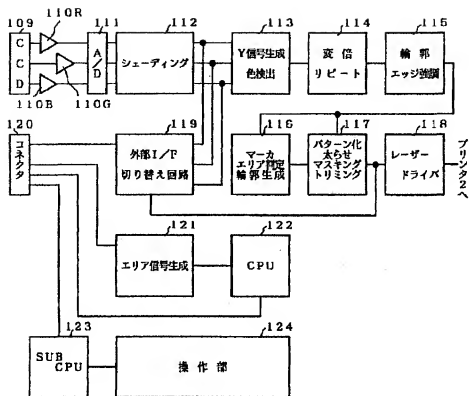 110R
109
111
112
113
114
115
C
C
D
A/D
シェーディング
Y信号生成
色検出
変倍
リピート
輪郭
エッジ強調
110B
110G
120
コネクタ
119
外部I/F
切り替え回路
116
マーカ
エリア判定
輪郭生成
117
パターン化
太らせ
マスキング
トリミング
118
レーザー
ドライバ
プリンタ2へ
121
エリア信号生成
122
CPU
123
SUB
CPU
124
操作部